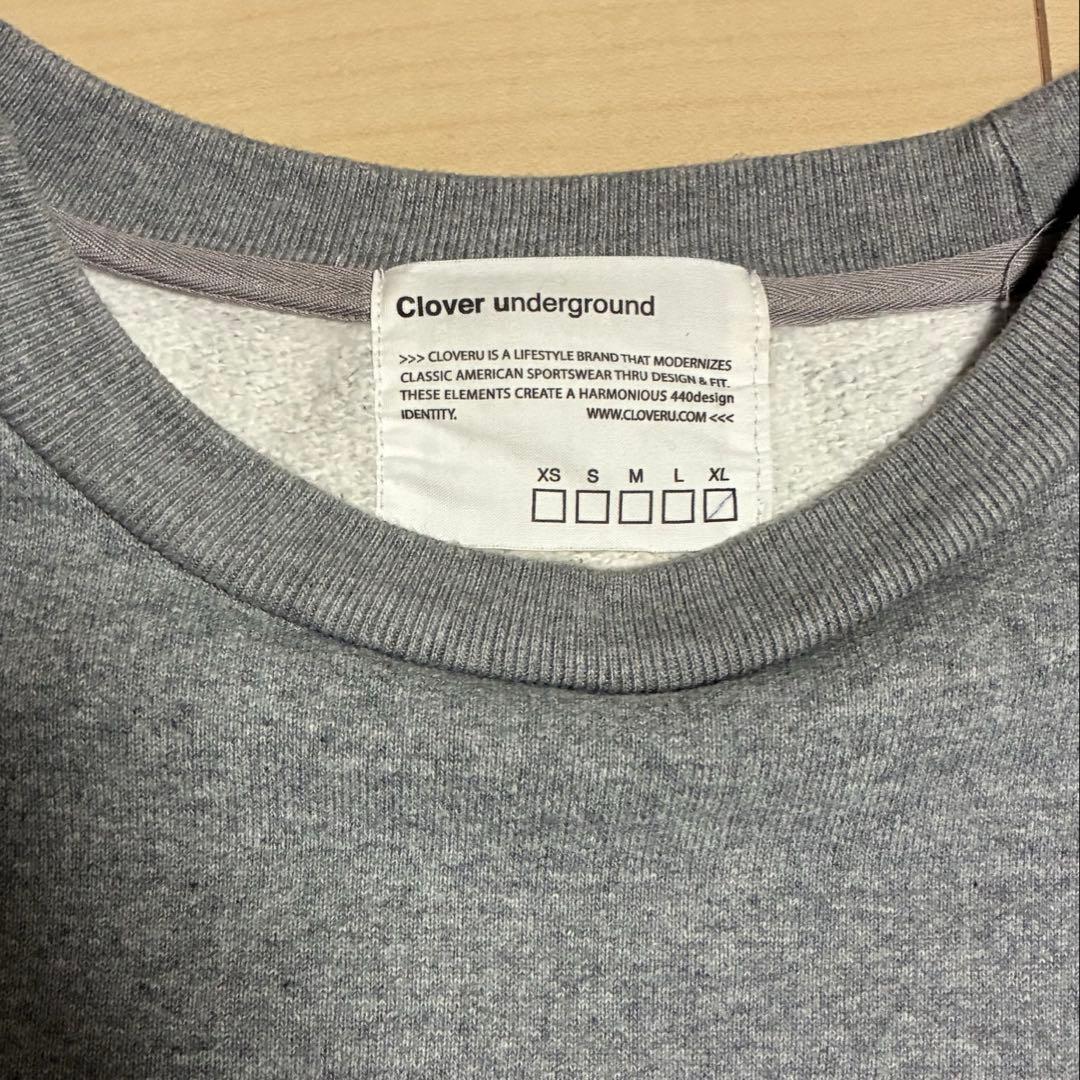 Clover underground
>>> CLOVERU IS A LIFESTYLE BRAND THAT MODERNIZES
CLASSIC AMERICAN SPORTSWEAR THRU DESIGN & FIT.
THESE ELEMENTS CREATE A HARMONIOUS 440design
IDENTITY. WWW.CLOVERU.COM <<<
XS S M L XL